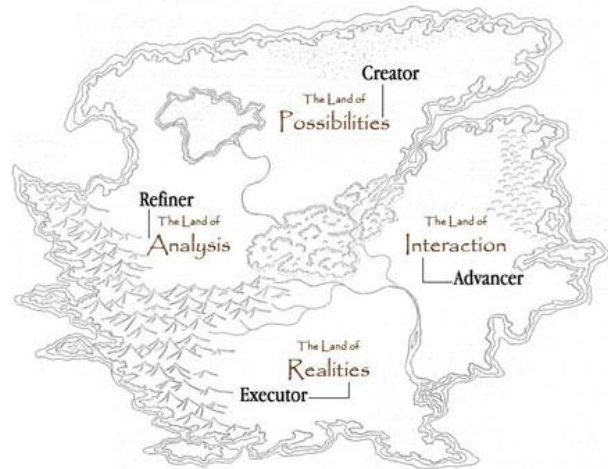 Creator
The Land of
Possibilities
Refiner
The Land of
Analysis
The Land of
Interaction
Advancer
The Land of
Realities
Executor